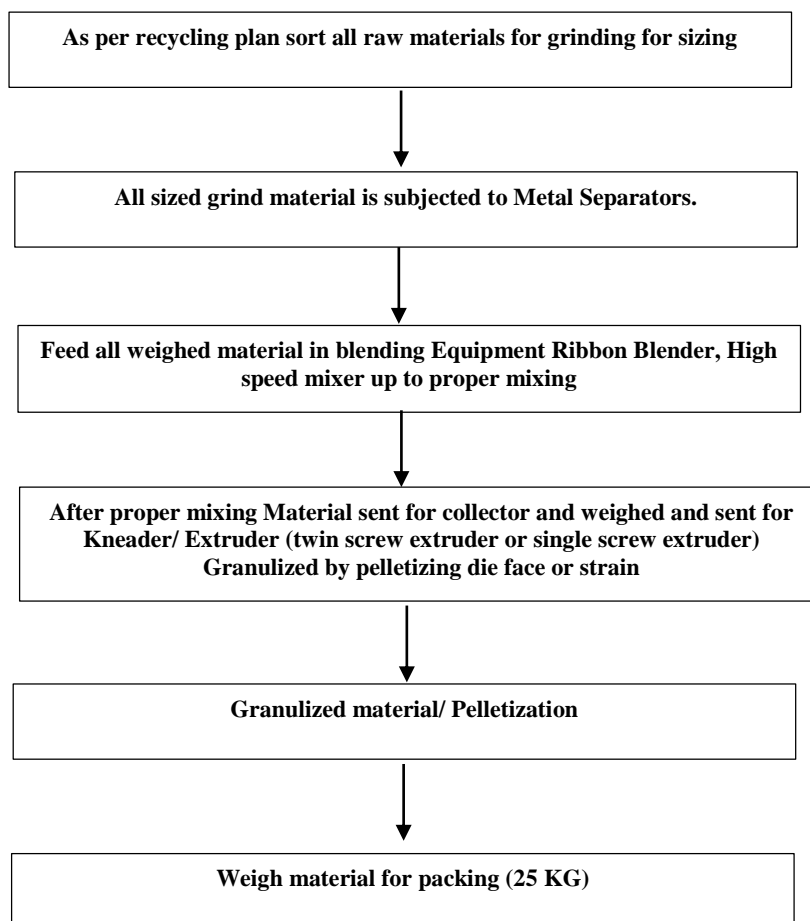 As per recycling plan sort all raw materials for grinding for sizing
All sized grind material is subjected to Metal Separators.
Feed all weighed material in blending Equipment Ribbon Blender, High
speed mixer up to proper mixing
After proper mixing Material sent for collector and weighed and sent for
Kneader/ Extruder (twin screw extruder or single screw extruder)
Granulized by pelletizing die face or strain
Granulized material/ Pelletization
Weigh material for packing (25 KG)